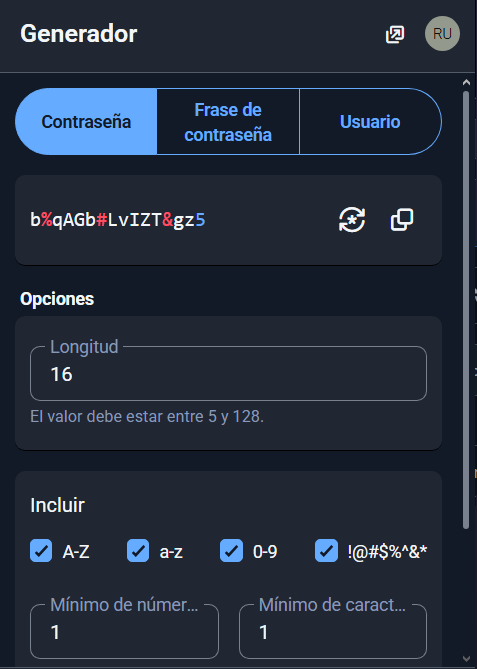 Generador
RU
Contraseña
Frase de
contraseña
Usuario
b%qAGb#LvIZT&gz5
Opciones
Longitud
16
El valor debe estar entre 5 y 128.
Incluir
A-Z a-z 0-9 !@#$%^&*
Mínimo de númer... Mínimo de caract...
1 1